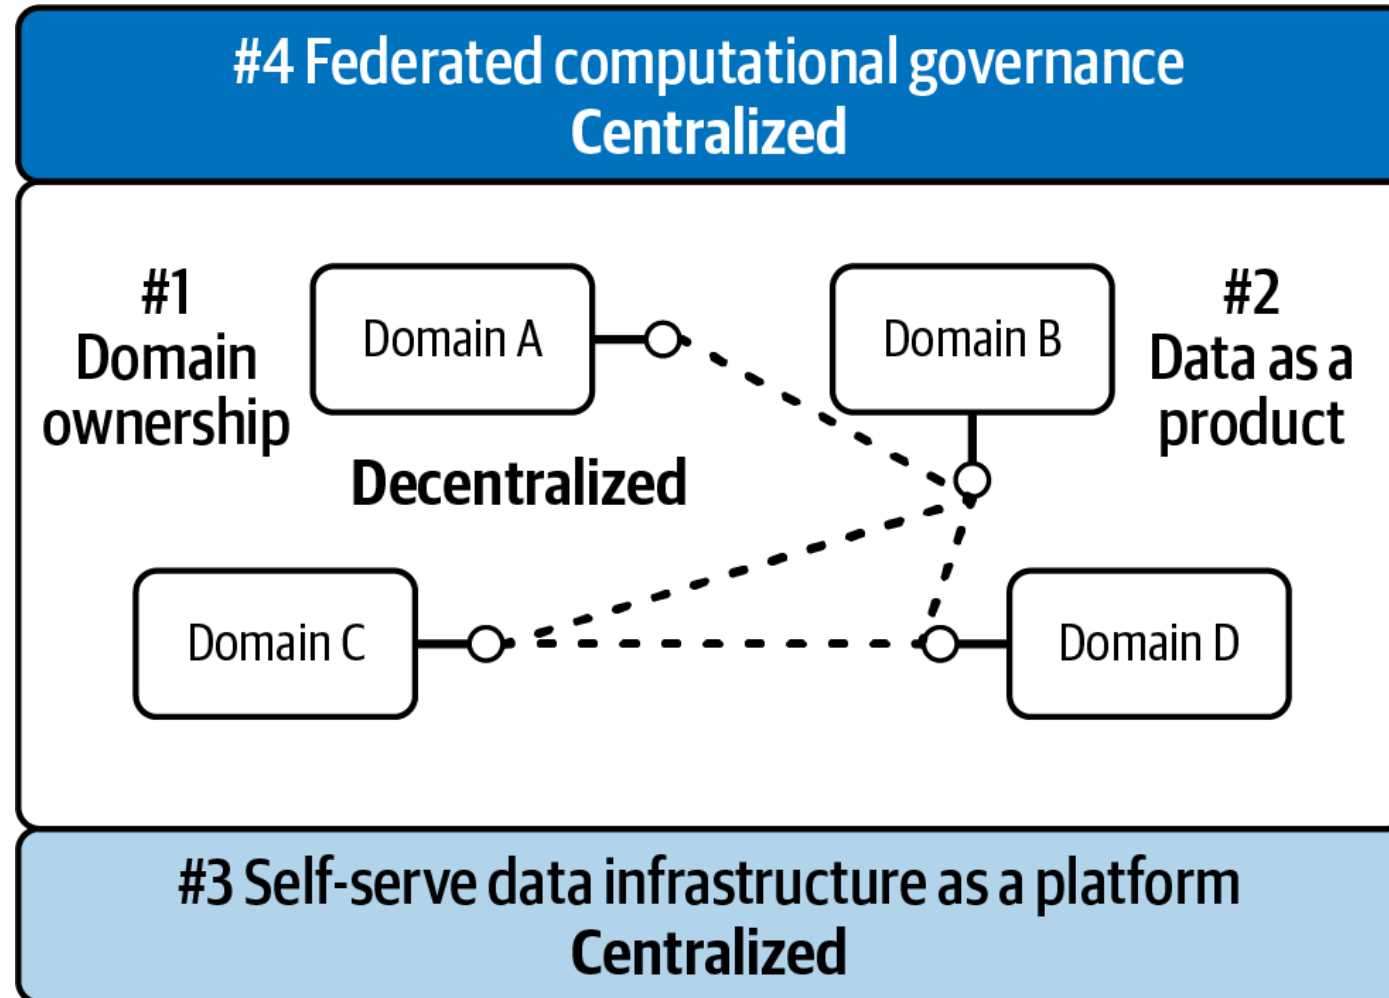 #4 Federated computational governance
Centralized
#1
Domain
ownership
Domain A
Domain B
#2
Data as a
product
Decentralized
Domain C
Domain D
#3 Self-serve data infrastructure as a platform
Centralized